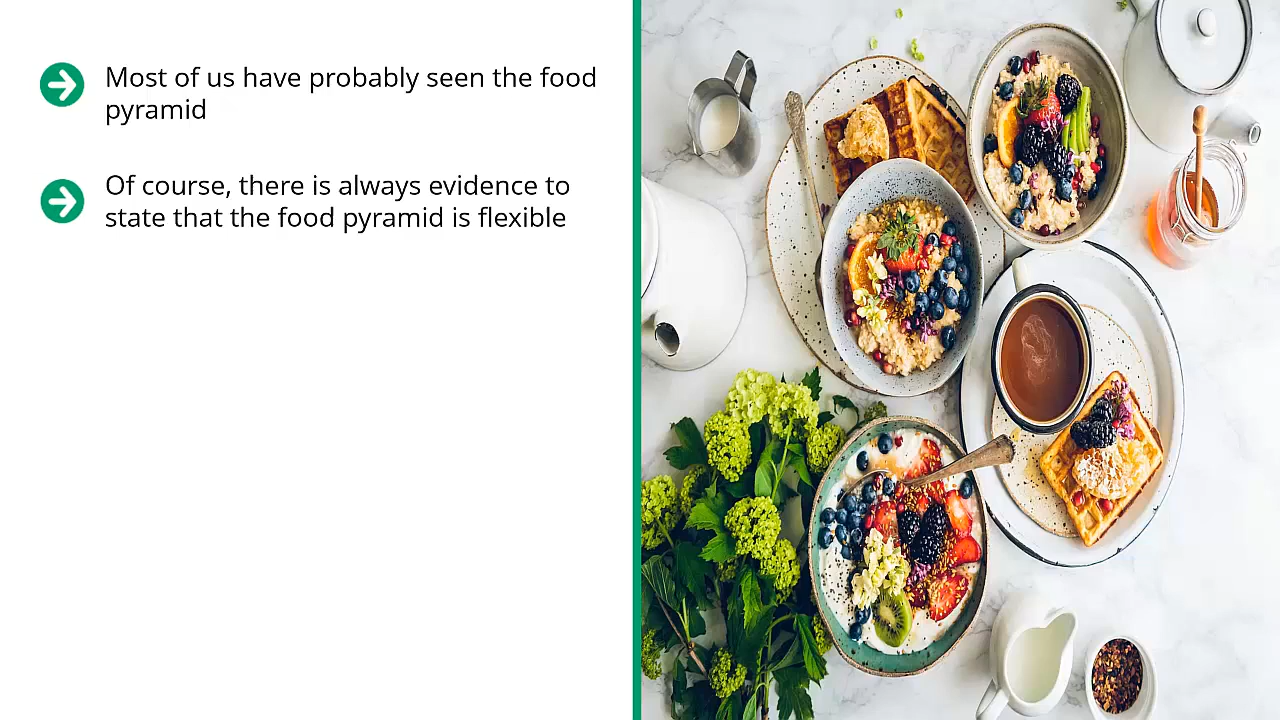 Most of us have probably seen the food
pyramid
Of course, there is always evidence to
state that the food pyramid is flexible